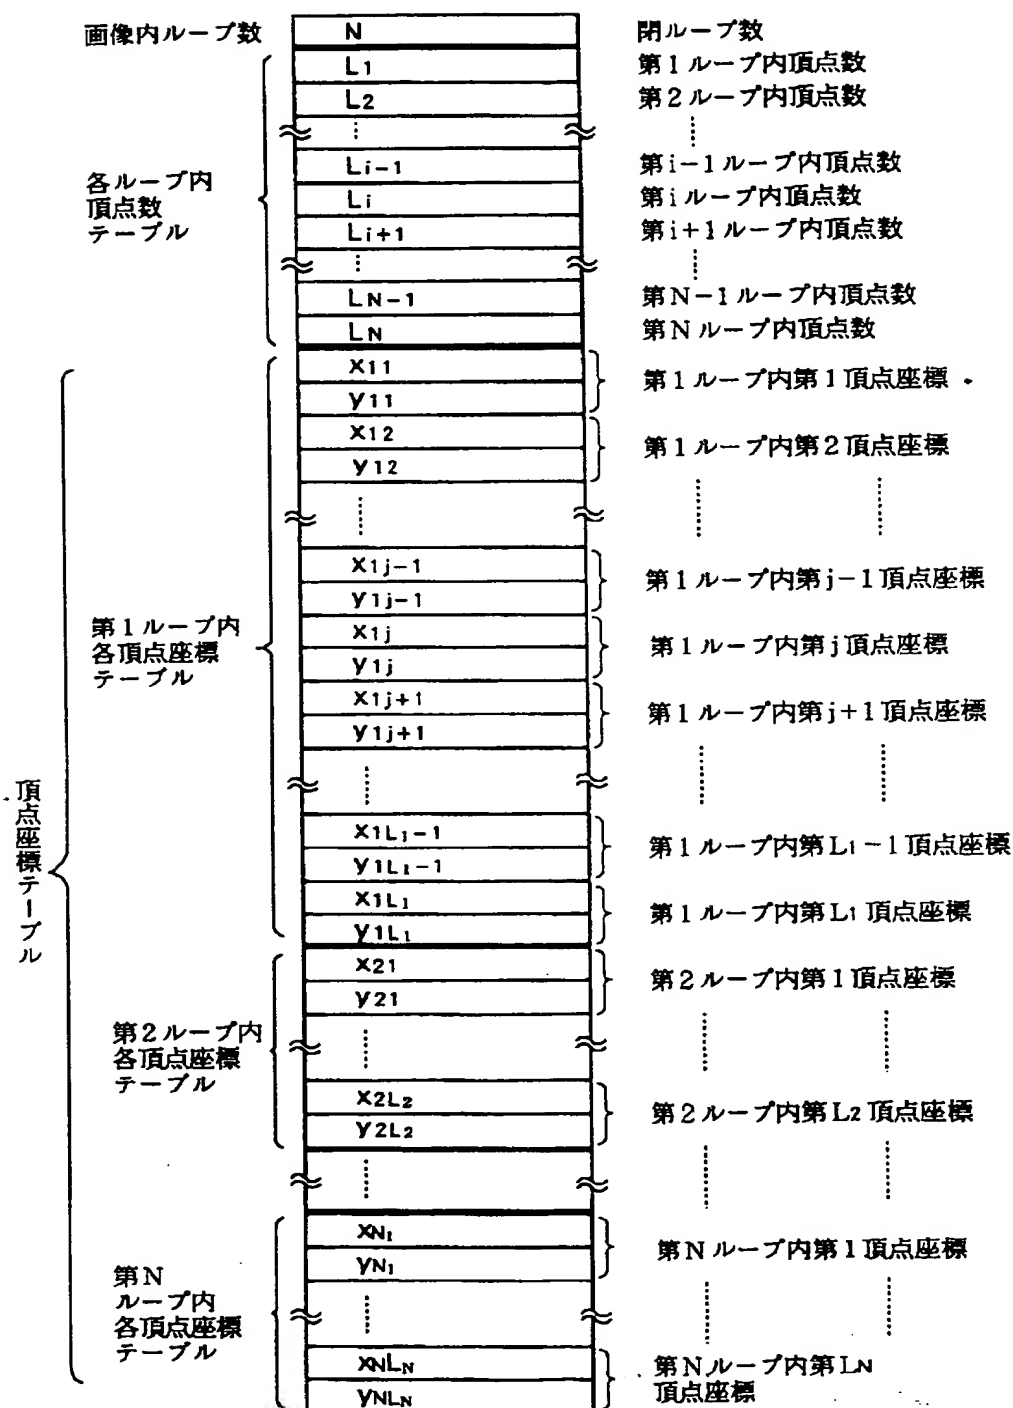 画像内ループ数 N 閉ループ数
L1 第1ループ内頂点数
L2 第2ループ内頂点数
Li-1 第i-1ループ内頂点数
各ループ内
頂点数
テーブル
Li 第iループ内頂点数
Li+1 第i+1ループ内頂点数
LN-1 第N-1ループ内頂点数
LN 第Nループ内頂点数
頂点座標テーブル
x11
y11
第1ループ内第1頂点座標
x12
y12
第1ループ内第2頂点座標
x1j-1
y1j-1
第1ループ内第j-1頂点座標
第1ループ内
各頂点座標
テーブル
x1j
y1j
第1ループ内第j頂点座標
x1j+1
y1j+1
第1ループ内第j+1頂点座標
x1L1-1
y1L1-1
第1ループ内第L1-1頂点座標
x1L1
y1L1
第1ループ内第L1頂点座標
x21
y21
第2ループ内第1頂点座標
第2ループ内
各頂点座標
テーブル
x2L2
y2L2
第2ループ内第L2頂点座標
xN1
yN1
第Nループ内第1頂点座標
第N
ループ内
各頂点座標
テーブル
xNLN
yNLN
第Nループ内第LN
頂点座標